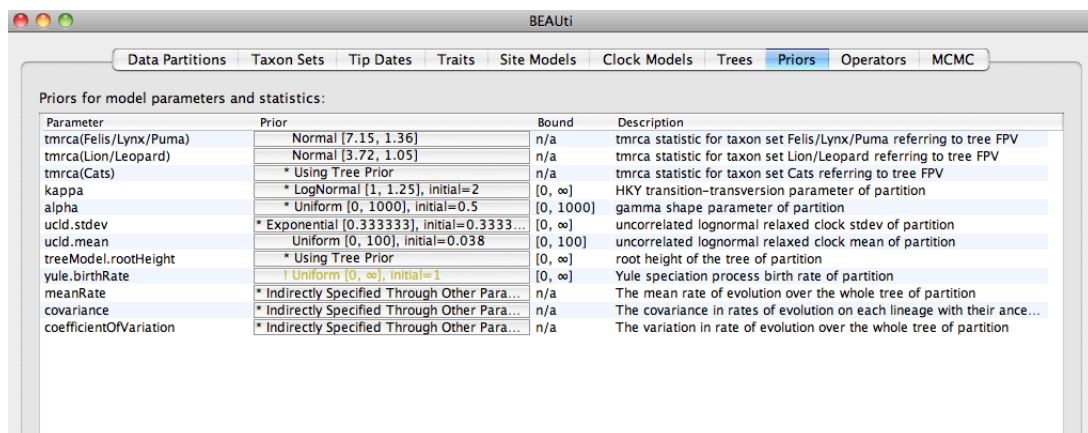 BEAUti
Data Partitions Taxon Sets Tip Dates Traits Site Models Clock Models Trees Priors Operators MCMC
Priors for model parameters and statistics:
Parameter Prior Bound Description
tmrca(Felis/Lynx/Puma) Normal [7.15, 1.36] n/a tmrca statistic for taxon set Felis/Lynx/Puma referring to tree FPV
tmrca(Lion/Leopard) Normal [3.72, 1.05] n/a tmrca statistic for taxon set Lion/Leopard referring to tree FPV
tmrca(Cats) * Using Tree Prior n/a tmrca statistic for taxon set Cats referring to tree FPV
kappa * LogNormal [1, 1.25], initial=2 [0, ∞] HKY transition-transversion parameter of partition
alpha * Uniform [0, 1000], initial=0.5 [0, 1000] gamma shape parameter of partition
ucld.stdev * Exponential [0.333333], initial=0.3333... [0, ∞] uncorrelated lognormal relaxed clock stdev of partition
ucld.mean Uniform [0, 100], initial=0.038 [0, 100] uncorrelated lognormal relaxed clock mean of partition
treeModel.rootHeight * Using Tree Prior [0, ∞] root height of the tree of partition
yule.birthRate ! Uniform [0, ∞], initial=1 [0, ∞] Yule speciation process birth rate of partition
meanRate * Indirectly Specified Through Other Para... n/a The mean rate of evolution over the whole tree of partition
covariance * Indirectly Specified Through Other Para... n/a The covariance in rates of evolution on each lineage with their ance...
coefficientOfVariation * Indirectly Specified Through Other Para... n/a The variation in rate of evolution over the whole tree of partition